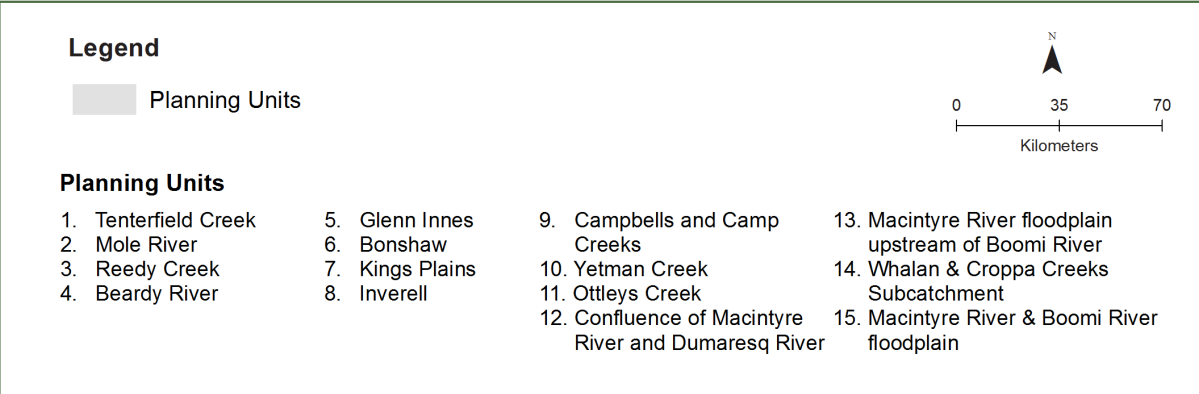 Legend
N
Planning Units
0 35 70
Kilometers
Planning Units
1. Tenterfield Creek
2. Mole River
3. Reedy Creek
4. Beardy River
5. Glenn Innes
6. Bonshaw
7. Kings Plains
8. Inverell
9. Campbells and Camp
Creeks
10. Yetman Creek
11. Ottleys Creek
12. Confluence of Macintyre
River and Dumaresq River
13. Macintyre River floodplain
upstream of Boomi River
14. Whalan & Croppa Creeks
Subcatchment
15. Macintyre River & Boomi River
floodplain